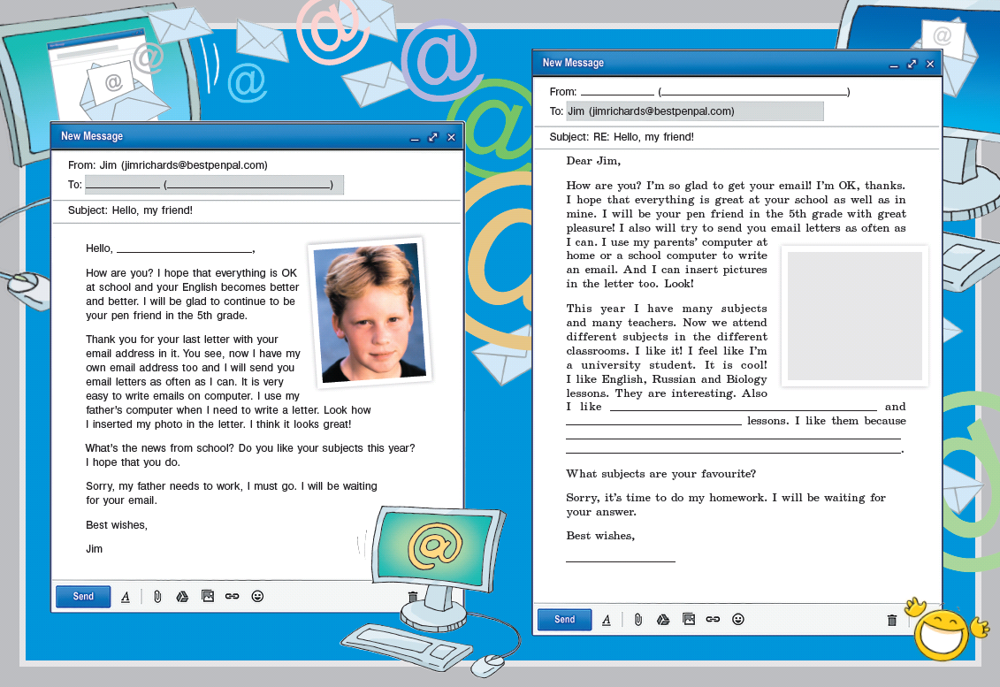 New Message
From: Jim (jimrichards@bestpenpal.com)
To: ____________ (__________________________)
Subject: Hello, my friend!
Hello, ______________________,
How are you? I hope that everything is OK
at school and your English becomes better
and better. I will be glad to continue to be
your pen friend in the 5th grade.
Thank you for your last letter with your
email address in it. You see, now I have my
own email address too and I will send you
email letters as often as I can. It is very
easy to write emails on computer. I use my
father's computer when I need to write a letter. Look how
I inserted my photo in the letter. I think it looks great!
What's the news from school? Do you like your subjects this year?
I hope that you do.
Sorry, my father needs to work, I must go. I will be waiting
for your email.
Best wishes,
Jim
Send
@
New Message
From: ____________ (______________________________)
To: Jim (jimrichards@bestpenpal.com)
Subject: RE: Hello, my friend!
Dear Jim,
How are you? I'm so glad to get your email! I'm OK, thanks.
I hope that everything is great at your school as well as in
mine. I will be your pen friend in the 5th grade with great
pleasure! I also will try to send you email letters as often as
I can. I use my parents' computer at
home or a school computer to write
an email. And I can insert pictures
in the letter too. Look!
This year I have many subjects
and many teachers. Now we attend
different subjects in the different
classrooms. I like it! I feel like I'm
a university student. It is cool!
I like English, Russian and Biology
lessons. They are interesting. Also
I like ______________________________ and
____________________ lessons. I like them because
______________________________________
______________________________________.
What subjects are your favourite?
Sorry, it's time to do my homework. I will be waiting for
your answer.
Best wishes,
____________
Send